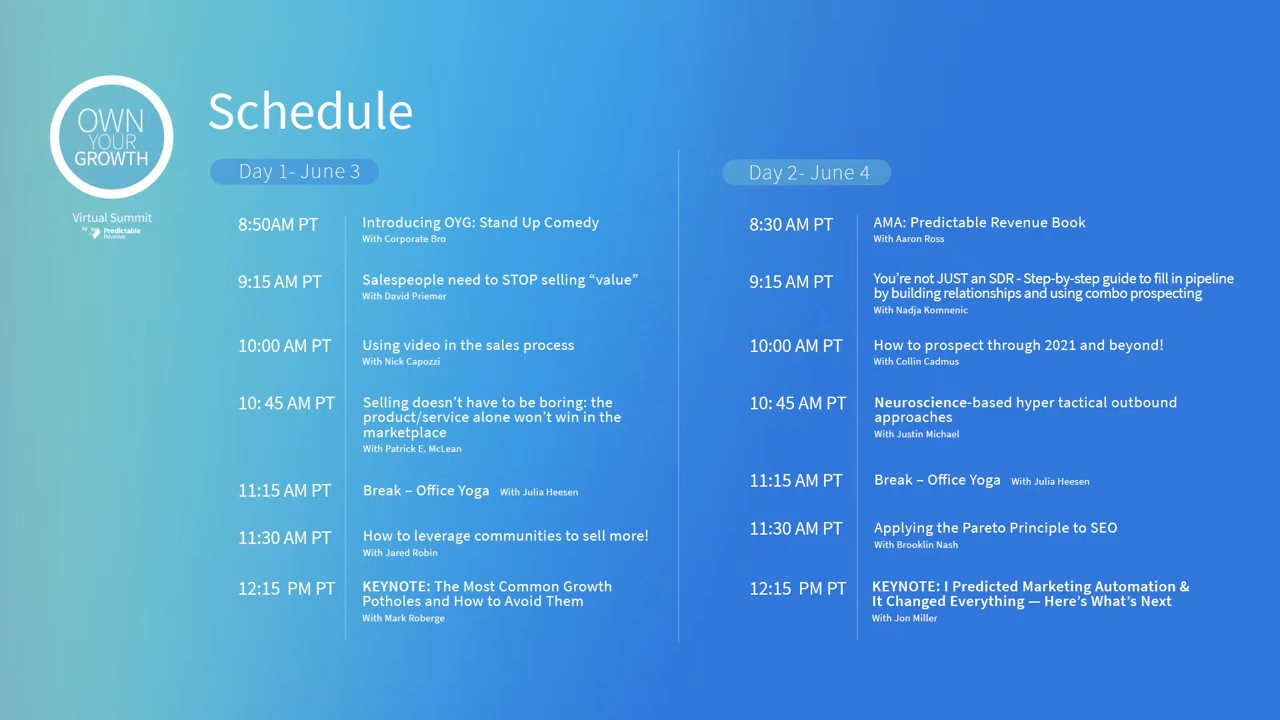 OWN
YOUR
GROWTH
Virtual Summit
by Predictable
Revenue
Schedule
Day 1- June 3
8:50AM PT
Introducing OYG: Stand Up Comedy
With Corporate Bro
9:15 AM PT
Salespeople need to STOP selling “value”
With David Priemer
10:00 AM PT
Using video in the sales process
With Nick Capozzi
10: 45 AM PT
Selling doesn’t have to be boring: the
product/service alone won’t win in the
marketplace
With Patrick E. McLean
11:15 AM PT
Break – Office Yoga With Julia Heesen
11:30 AM PT
How to leverage communities to sell more!
With Jared Robin
12:15 PM PT
KEYNOTE: The Most Common Growth
Potholes and How to Avoid Them
With Mark Roberge
Day 2- June 4
8:30 AM PT
AMA: Predictable Revenue Book
With Aaron Ross
9:15 AM PT
You’re not JUST an SDR - Step-by-step guide to fill in pipeline
by building relationships and using combo prospecting
With Nadja Komnenic
10:00 AM PT
How to prospect through 2021 and beyond!
With Collin Cadmus
10: 45 AM PT
Neuroscience-based hyper tactical outbound
approaches
With Justin Michael
11:15 AM PT
Break – Office Yoga With Julia Heesen
11:30 AM PT
Applying the Pareto Principle to SEO
With Brooklin Nash
12:15 PM PT
KEYNOTE: I Predicted Marketing Automation &
It Changed Everything — Here’s What’s Next
With Jon Miller